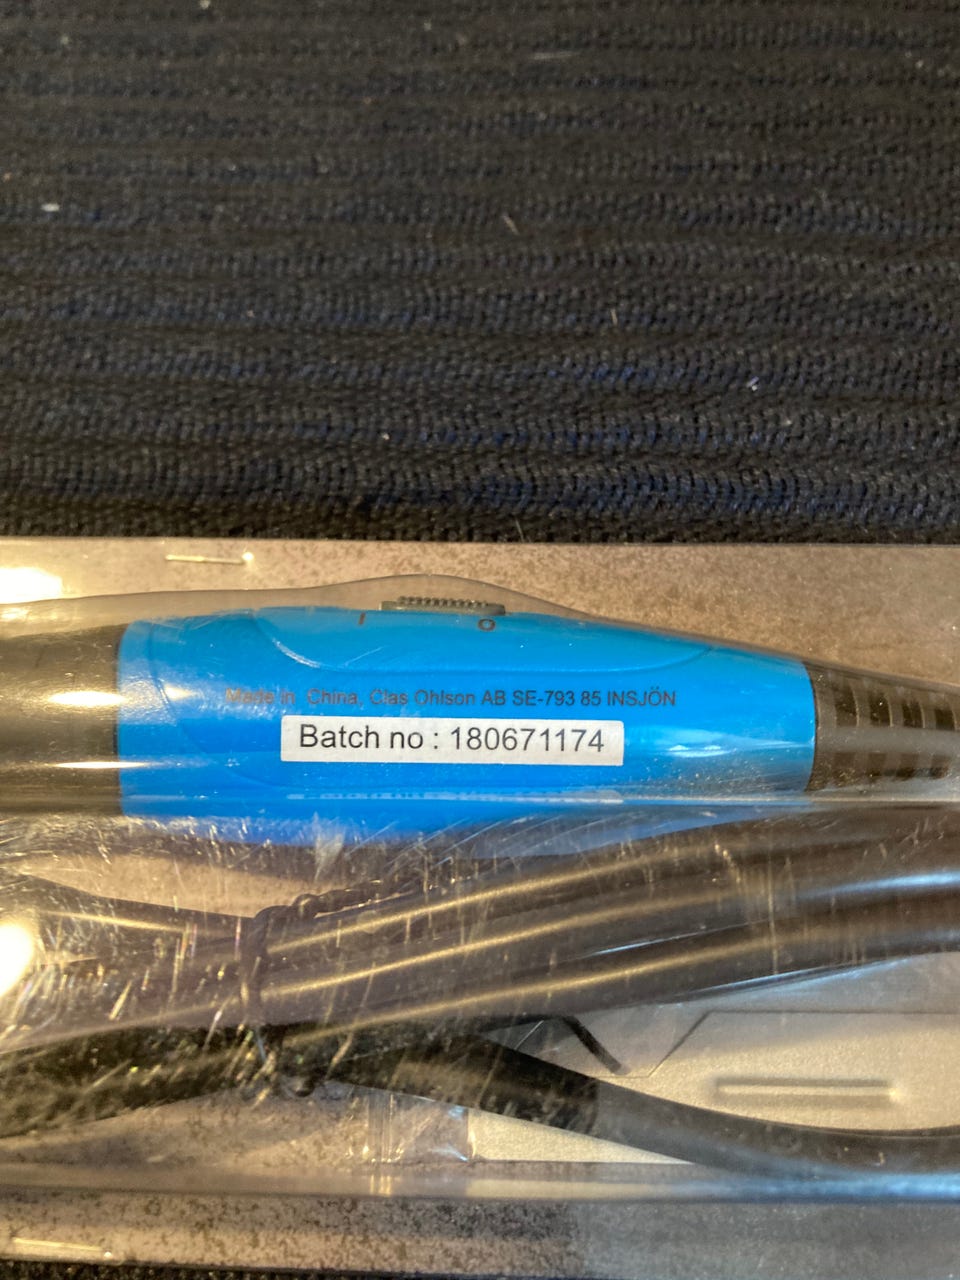 I O
Made in China, Clas Ohlson AB SE-793 85 INSJÖN
Batch no : 180671174